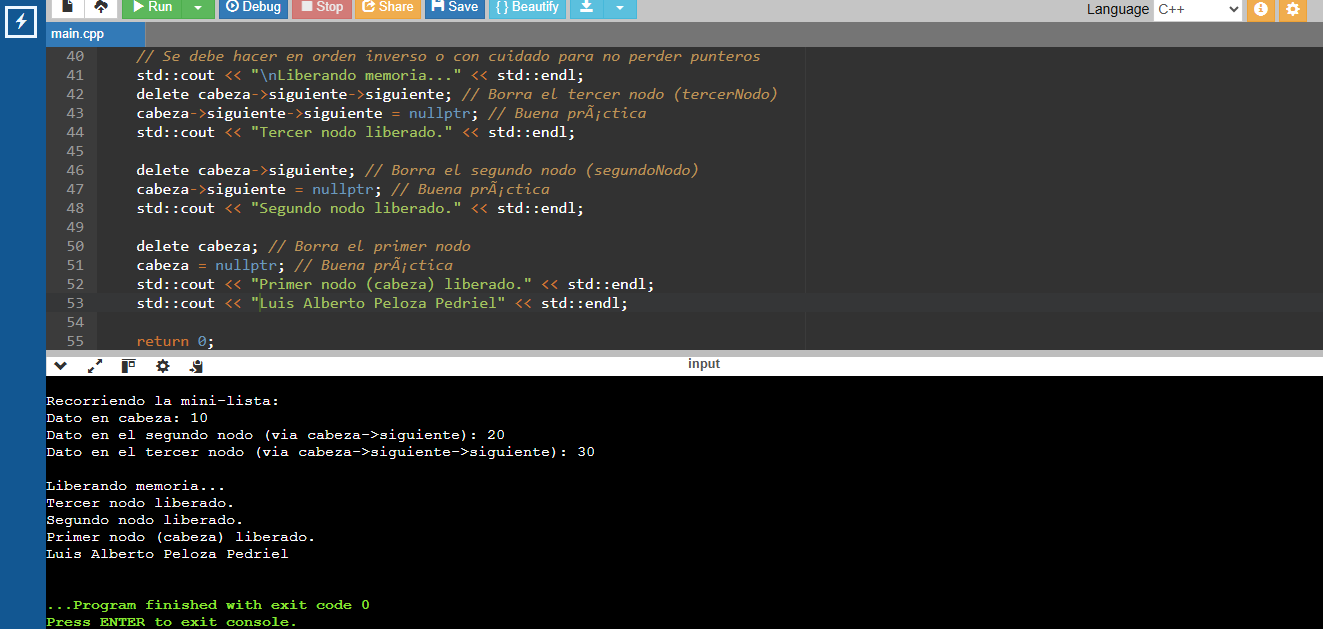 Run Debug Stop Share Save { } Beautify Language C++
main.cpp
40 // Se debe hacer en orden inverso o con cuidado para no perder punteros
41 std::cout << "\nLiberando memoria..." << std::endl;
42 delete cabeza->siguiente->siguiente; // Borra el tercer nodo (tercerNodo)
43 cabeza->siguiente->siguiente = nullptr; // Buena prÃ¡ctica
44 std::cout << "Tercer nodo liberado." << std::endl;
45
46 delete cabeza->siguiente; // Borra el segundo nodo (segundoNodo)
47 cabeza->siguiente = nullptr; // Buena prÃ¡ctica
48 std::cout << "Segundo nodo liberado." << std::endl;
49
50 delete cabeza; // Borra el primer nodo
51 cabeza = nullptr; // Buena prÃ¡ctica
52 std::cout << "Primer nodo (cabeza) liberado." << std::endl;
53 std::cout << "Luis Alberto Peloza Pedriel" << std::endl;
54
55 return 0;
input
Recorriendo la mini-lista:
Dato en cabeza: 10
Dato en el segundo nodo (via cabeza->siguiente): 20
Dato en el tercer nodo (via cabeza->siguiente->siguiente): 30
Liberando memoria...
Tercer nodo liberado.
Segundo nodo liberado.
Primer nodo (cabeza) liberado.
Luis Alberto Peloza Pedriel
...Program finished with exit code 0
Press ENTER to exit console.